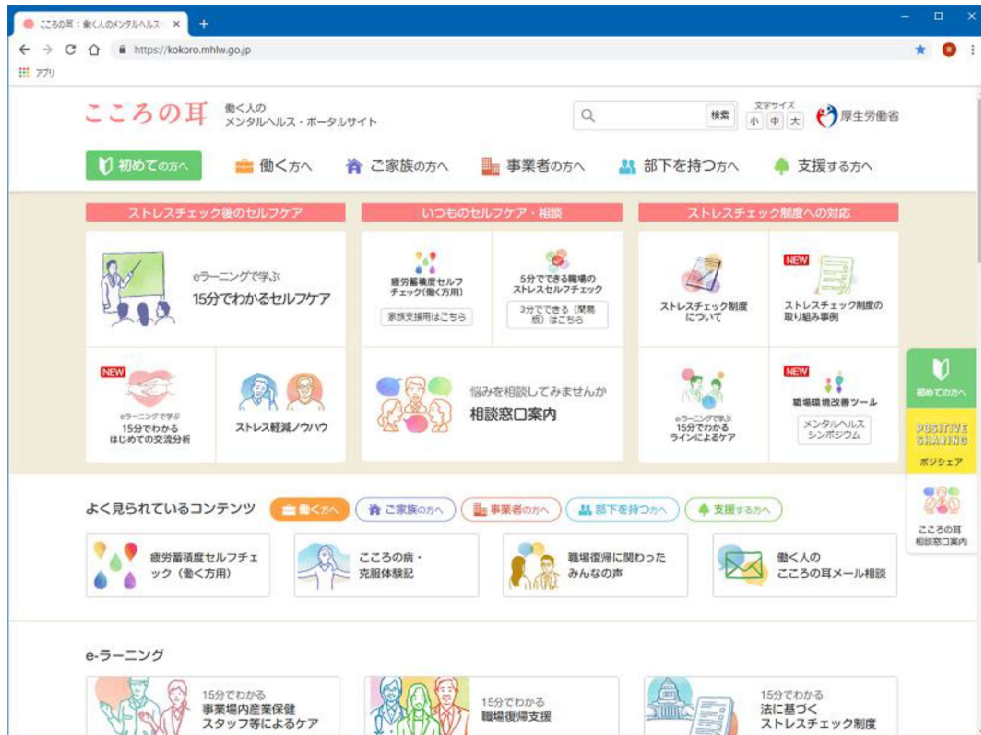 こころの耳：働く人のメンタルヘルス・
https://kokoro.mhlw.go.jp
アプリ
こころの耳
働く人の
メンタルヘルス・ポータルサイト
検索
文字サイズ
小 中 大
厚生労働省
初めての方へ
働く方へ
ご家族の方へ
事業者の方へ
部下を持つ方へ
支援する方へ
ストレスチェック後のセルフケア
いつものセルフケア・相談
ストレスチェック制度への対応
eラーニングで学ぶ
15分でわかるセルフケア
疲労蓄積度セルフ
チェック(働く方用)
家族支援用はこちら
5分でできる職場の
ストレスセルフチェック
3分でできる（簡易
版）はこちら
ストレスチェック制度
について
NEW
ストレスチェック制度の
取り組み事例
NEW
eラーニングで学ぶ
15分でわかる
はじめての交流分析
ストレス軽減ノウハウ
悩みを相談してみませんか
相談窓口案内
eラーニングで学ぶ
15分でわかる
ラインによるケア
NEW
職場環境改善ツール
メンタルヘルス
シンポジウム
初めての方へ
POSITIVE
SHARING
ポジシェア
こころの耳
相談窓口案内
よく見られているコンテンツ
働く方へ
ご家族の方へ
事業者の方へ
部下を持つ方へ
支援する方へ
疲労蓄積度セルフチェ
ック（働く方用）
こころの病・
克服体験記
職場復帰に関わった
みんなの声
働く人の
こころの耳メール相談
e-ラーニング
15分でわかる
事業場内産業保健
スタッフ等によるケア
15分でわかる
職場復帰支援
15分でわかる
法に基づく
ストレスチェック制度